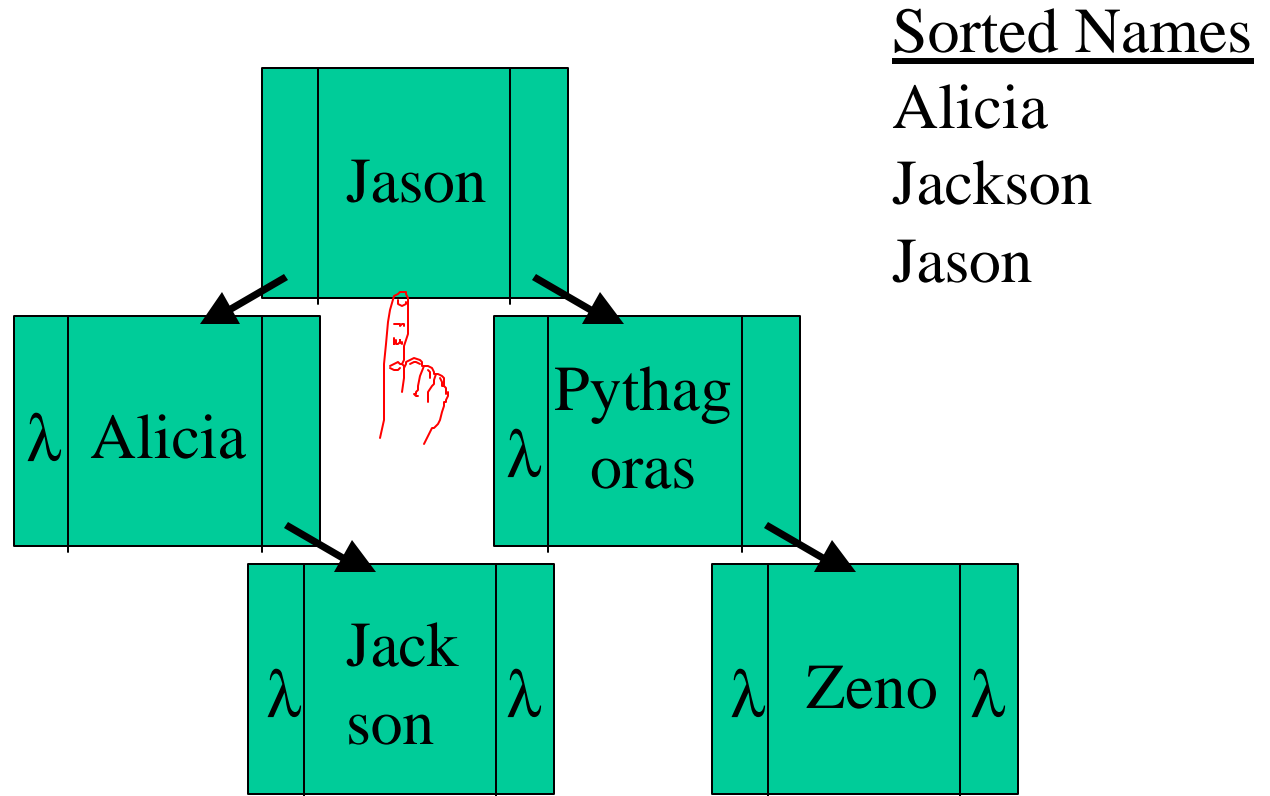 Sorted Names
Alicia
Jackson
Jason
Jason
λ Alicia
Pythag
λ oras
Jack
λ son λ
λ Zeno λ